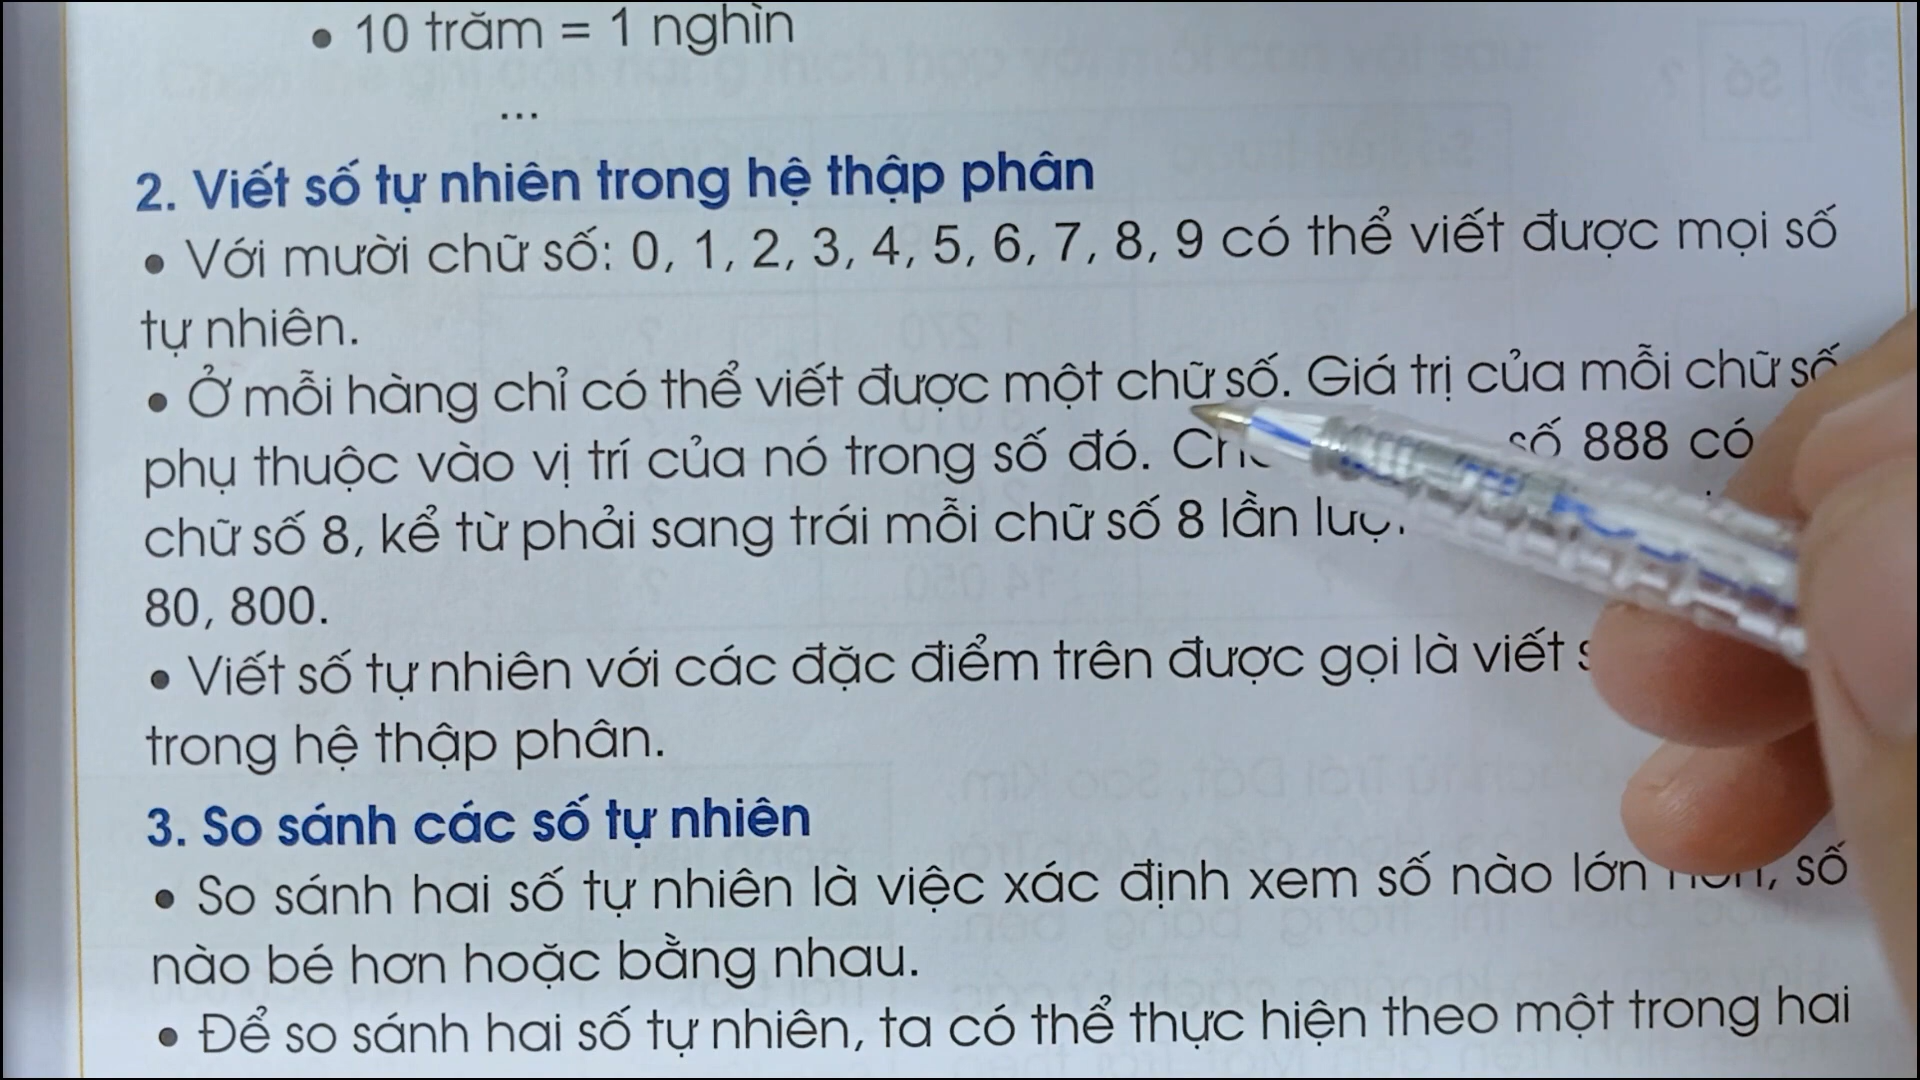 • 10 trăm = 1 nghìn
...
2. Viết số tự nhiên trong hệ thập phân
• Với mười chữ số: 0, 1, 2, 3, 4, 5, 6, 7, 8, 9 có thể viết được mọi số
tự nhiên.
• Ở mỗi hàng chỉ có thể viết được một chữ số. Giá trị của mỗi chữ số
phụ thuộc vào vị trí của nó trong số đó. số 888 có
chữ số 8, kể từ phải sang trái mỗi chữ số 8 lần
80, 800.
• Viết số tự nhiên với các đặc điểm trên được gọi là viết
trong hệ thập phân.
3. So sánh các số tự nhiên
• So sánh hai số tự nhiên là việc xác định xem số nào lớn hơn, số
nào bé hơn hoặc bằng nhau.
• Để so sánh hai số tự nhiên, ta có thể thực hiện theo một trong hai